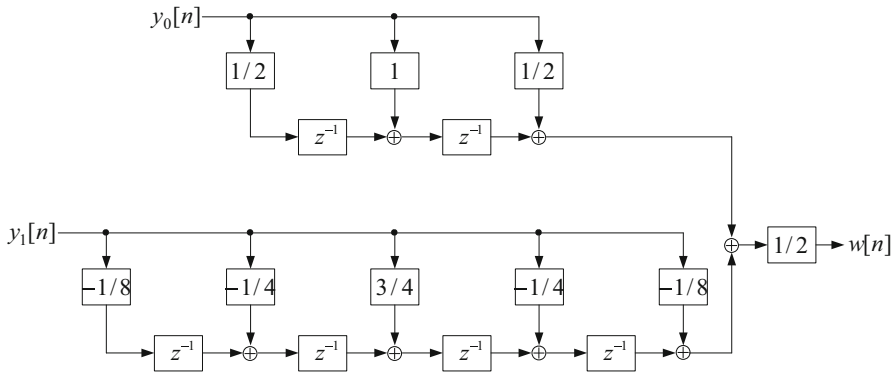 y₀[n]
1/2 1 1/2
z⁻¹ z⁻¹
y₁[n]
1/2 w[n]
−1/8 −1/4 3/4 −1/4 −1/8
z⁻¹ z⁻¹ z⁻¹ z⁻¹